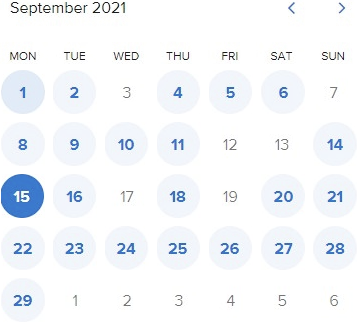 September 2021
MON TUE WED THU FRI SAT SUN
1 2 3 4 5 6 7
8 9 10 11 12 13 14
15 16 17 18 19 20 21
22 23 24 25 26 27 28
29 1 2 3 4 5 6